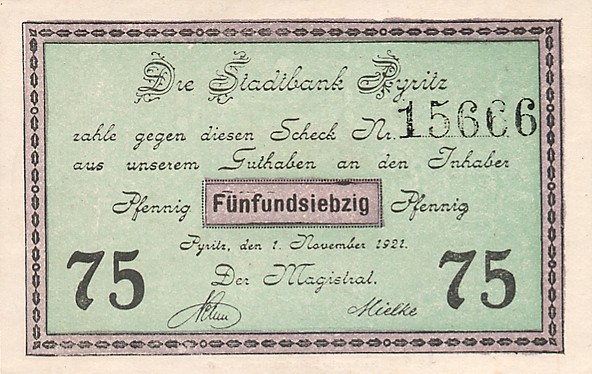 Die Stadtbank Pyritz
zahle gegen diesen Scheck Nr. 15666
aus unserem Guthaben an den Inhaber
Pfennig Fünfundsiebzig Pfennig
Pyritz, den 1. November 1921.
75 Der Magistrat. 75
Mielke